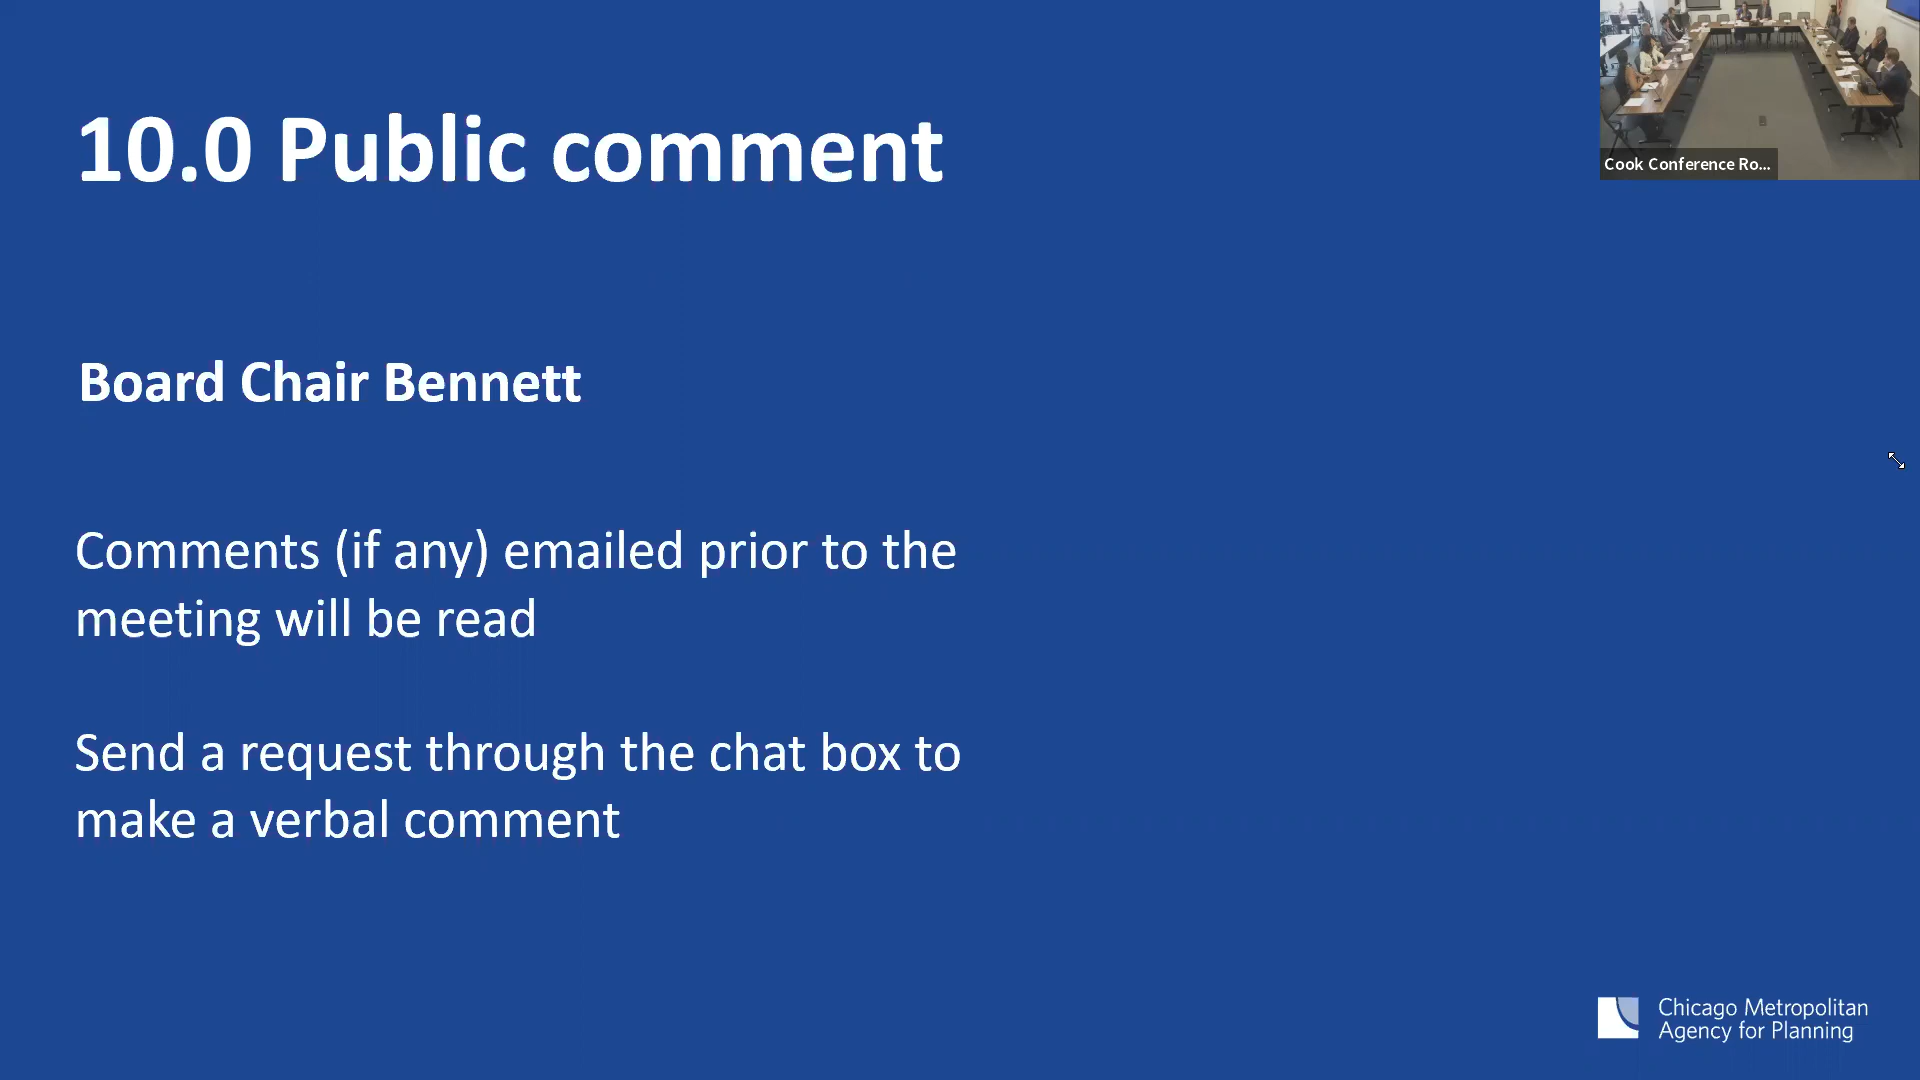 10.0 Public comment
Cook Conference Ro...
Board Chair Bennett
Comments (if any) emailed prior to the
meeting will be read
Send a request through the chat box to
make a verbal comment
Chicago Metropolitan
Agency for Planning